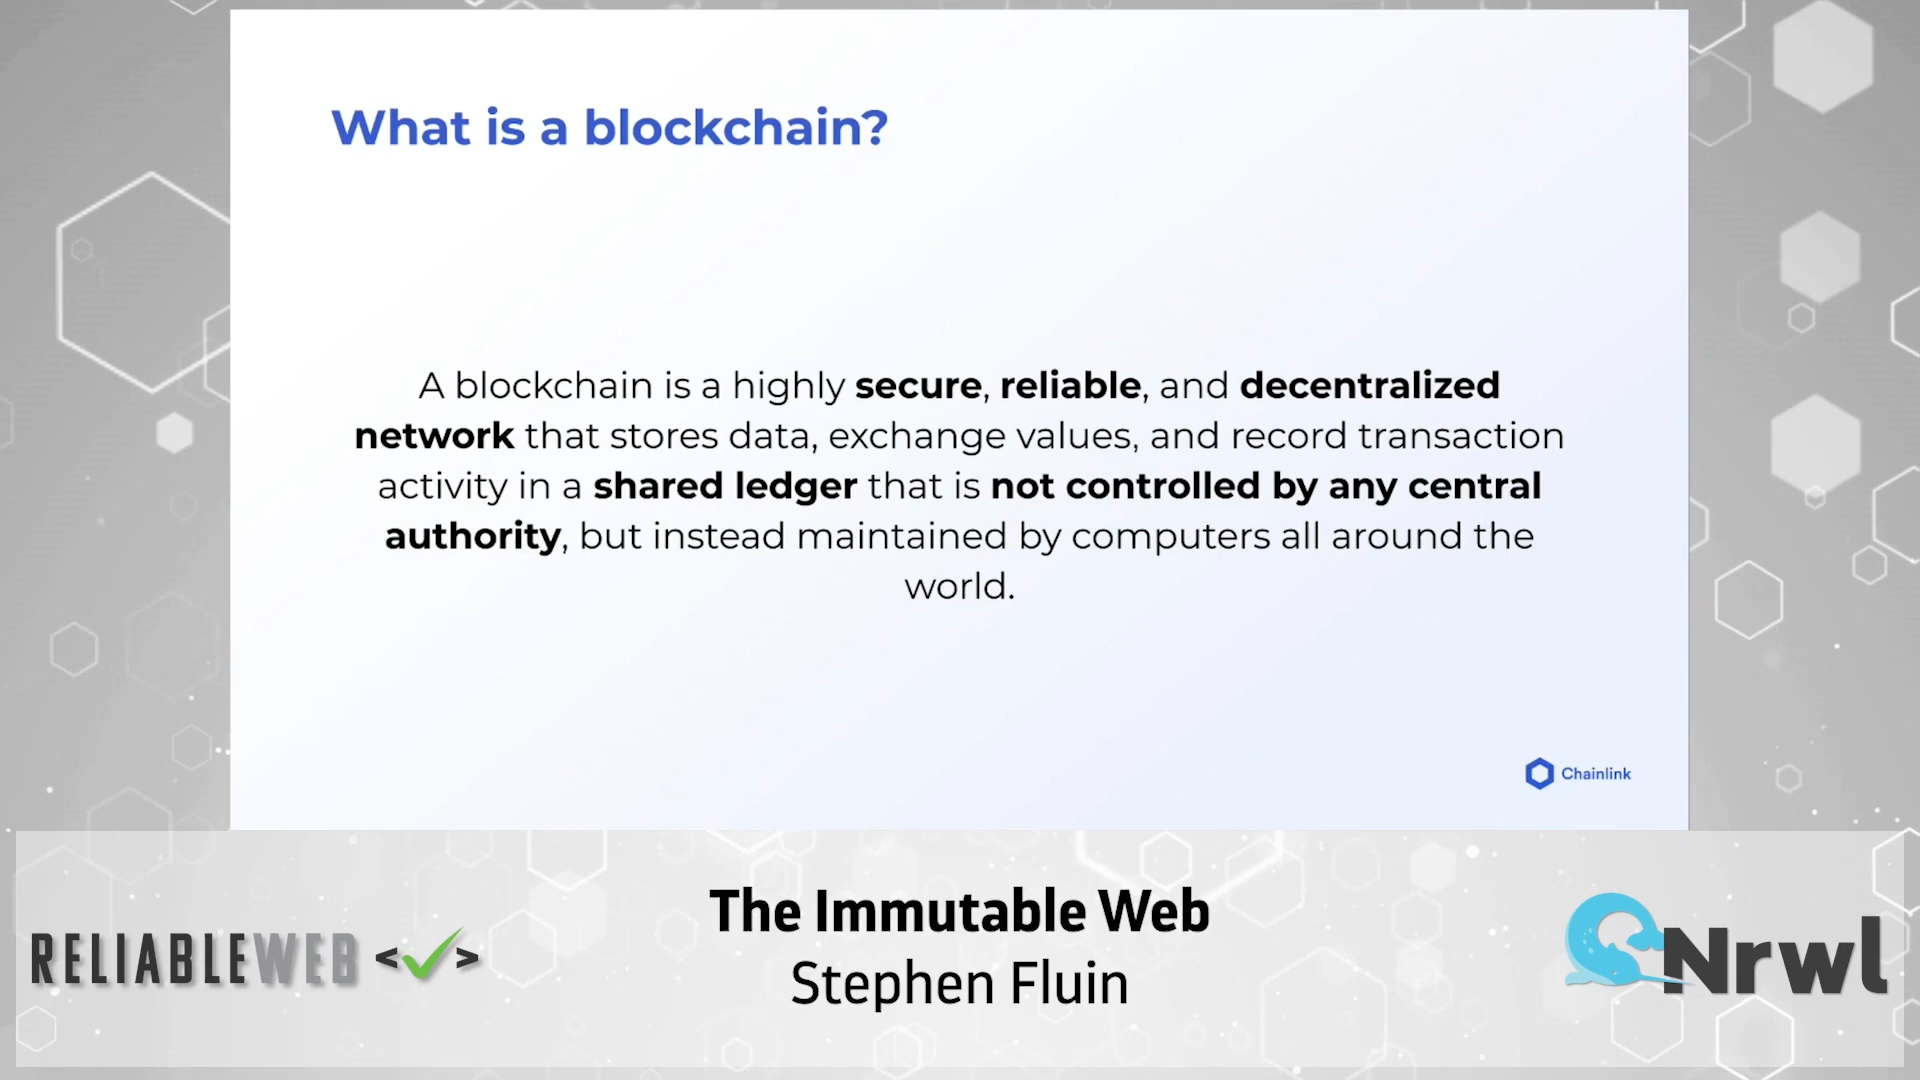 What is a blockchain?
A blockchain is a highly secure, reliable, and decentralized
network that stores data, exchange values, and record transaction
activity in a shared ledger that is not controlled by any central
authority, but instead maintained by computers all around the
world.
Chainlink
RELIABLEWEB <✓>
The Immutable Web
Stephen Fluin
Nrwl